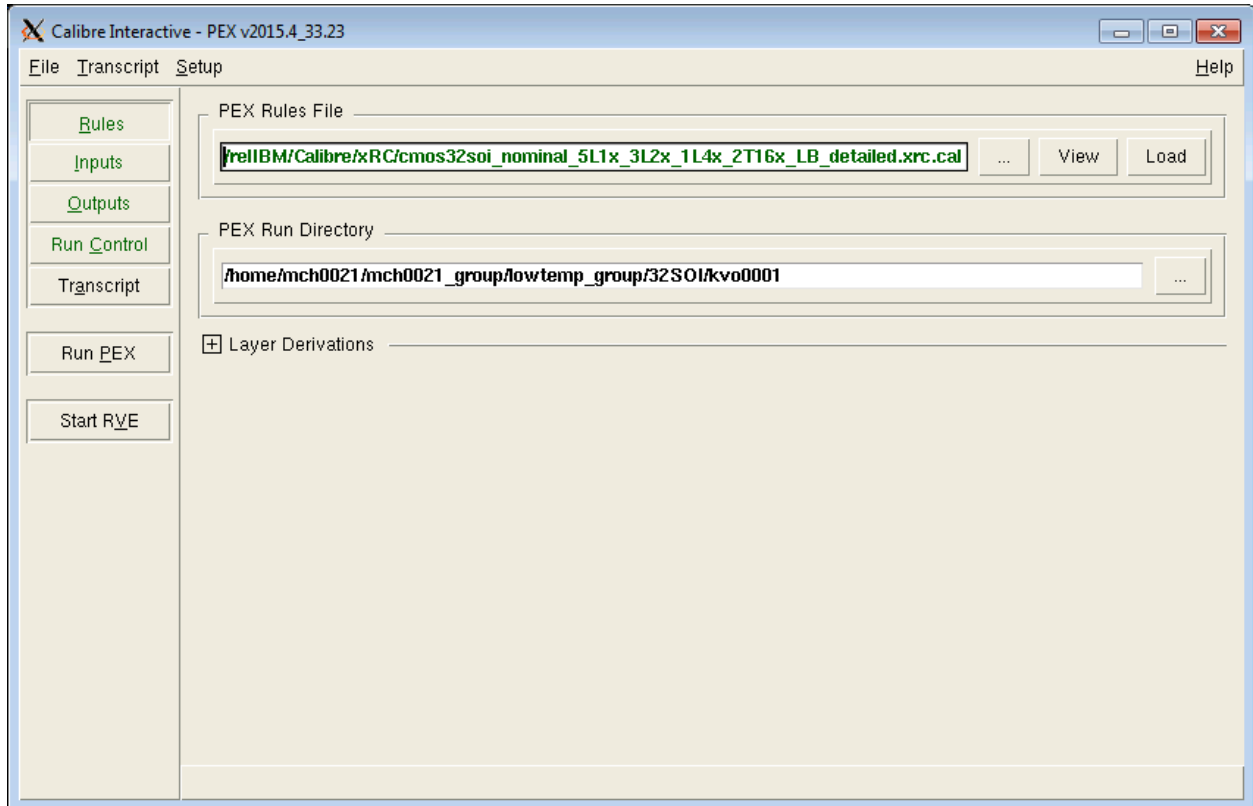 Calibre Interactive - PEX v2015.4_33.23
File Transcript Setup Help
Rules
Inputs
Outputs
Run Control
Transcript
Run PEX
Start RVE
PEX Rules File
/relIBM/Calibre/xRC/cmos32soi_nominal_5L1x_3L2x_1L4x_2T16x_LB_detailed.xrc.cal ... View Load
PEX Run Directory
/home/mch0021/mch0021_group/lowtemp_group/32SOI/kvo0001 ...
Layer Derivations